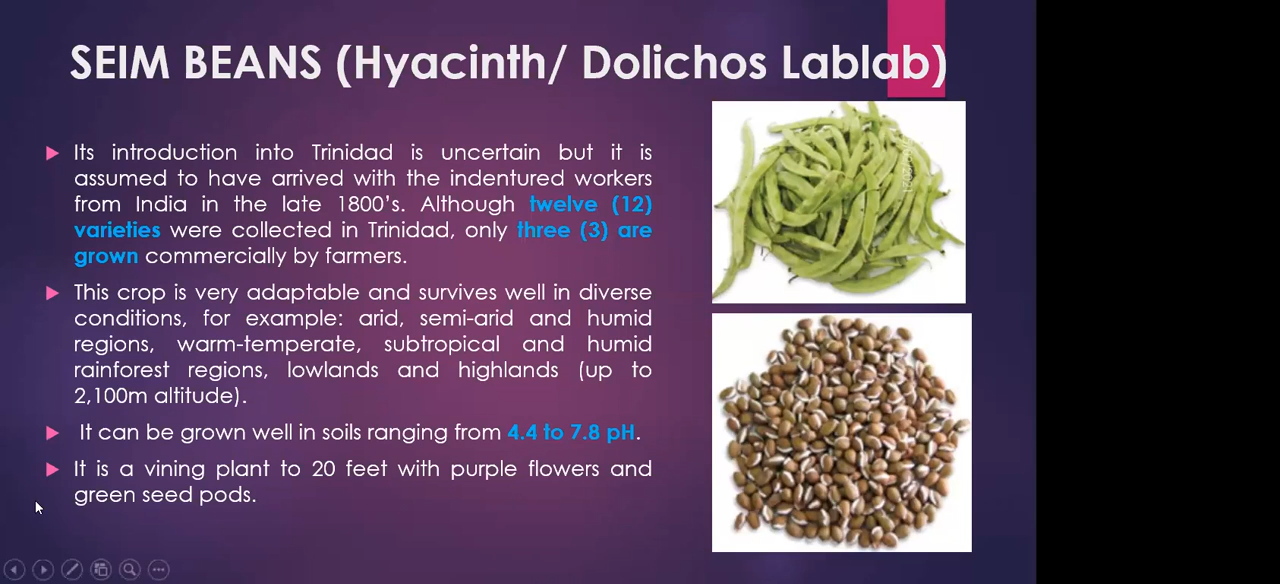 SEIM BEANS (Hyacinth/ Dolichos Lablab)
Its introduction into Trinidad is uncertain but it is
assumed to have arrived with the indentured workers
from India in the late 1800’s. Although twelve (12)
varieties were collected in Trinidad, only three (3) are
grown commercially by farmers.
This crop is very adaptable and survives well in diverse
conditions, for example: arid, semi-arid and humid
regions, warm-temperate, subtropical and humid
rainforest regions, lowlands and highlands (up to
2,100m altitude).
It can be grown well in soils ranging from 4.4 to 7.8 pH.
It is a vining plant to 20 feet with purple flowers and
green seed pods.